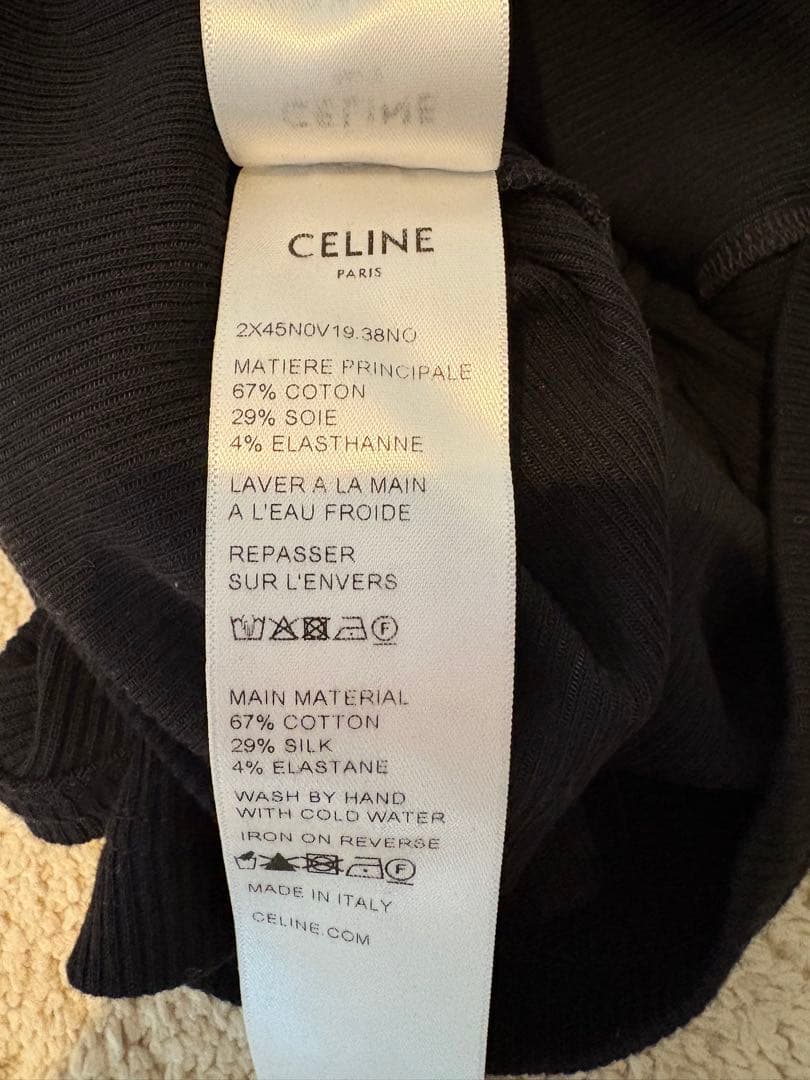 CELINE
CELINE
PARIS
2X45N0V19.38NO
MATIERE PRINCIPALE
67% COTON
29% SOIE
4% ELASTHANNE
LAVER A LA MAIN
A L'EAU FROIDE
REPASSER
SUR L'ENVERS
F
MAIN MATERIAL
67% COTTON
29% SILK
4% ELASTANE
WASH BY HAND
WITH COLD WATER
IRON ON REVERSE
F
MADE IN ITALY
CELINE.COM